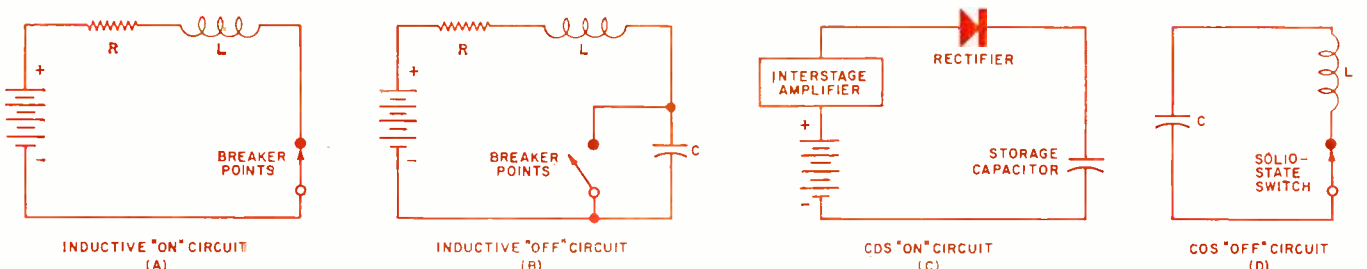 R
L
+
-
BREAKER
POINTS
INDUCTIVE "ON" CIRCUIT
(A)
R
L
+
-
BREAKER
POINTS
C
INDUCTIVE "OFF" CIRCUIT
(B)
RECTIFIER
INTERSTAGE
AMPLIFIER
+
-
STORAGE
CAPACITOR
CDS "ON" CIRCUIT
(C)
L
C
SOLID-
STATE
SWITCH
CDS "OFF" CIRCUIT
(D)